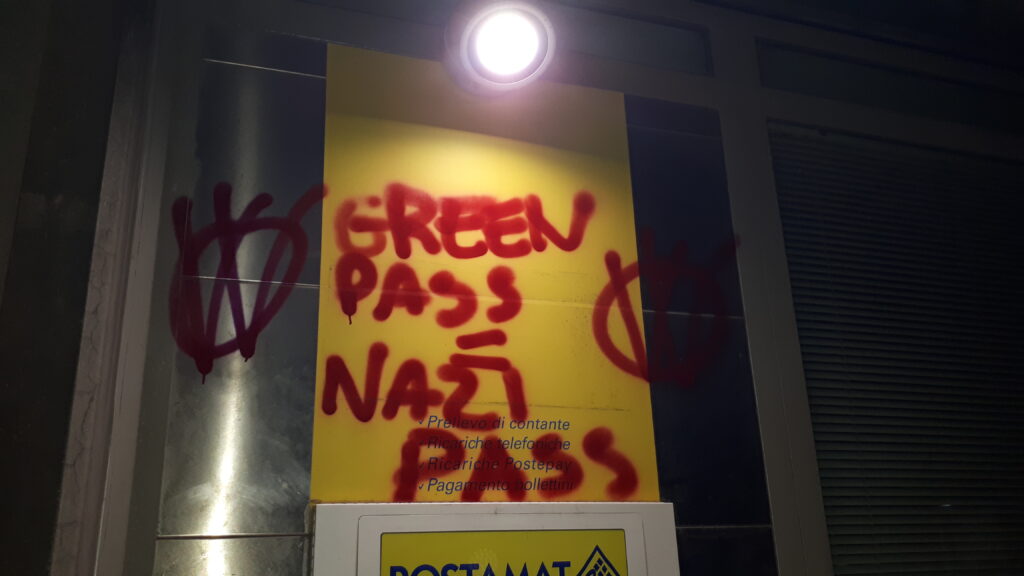 GREEN
PASS
=
NAZI
✓ Prelievo di contante
✓ Ricariche telefoniche
✓ Ricariche Postepay
✓ Pagamento bollettini
PASS
POSTAMAT